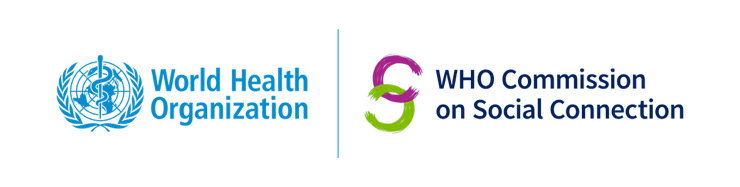 World Health
Organization
WHO Commission
on Social Connection